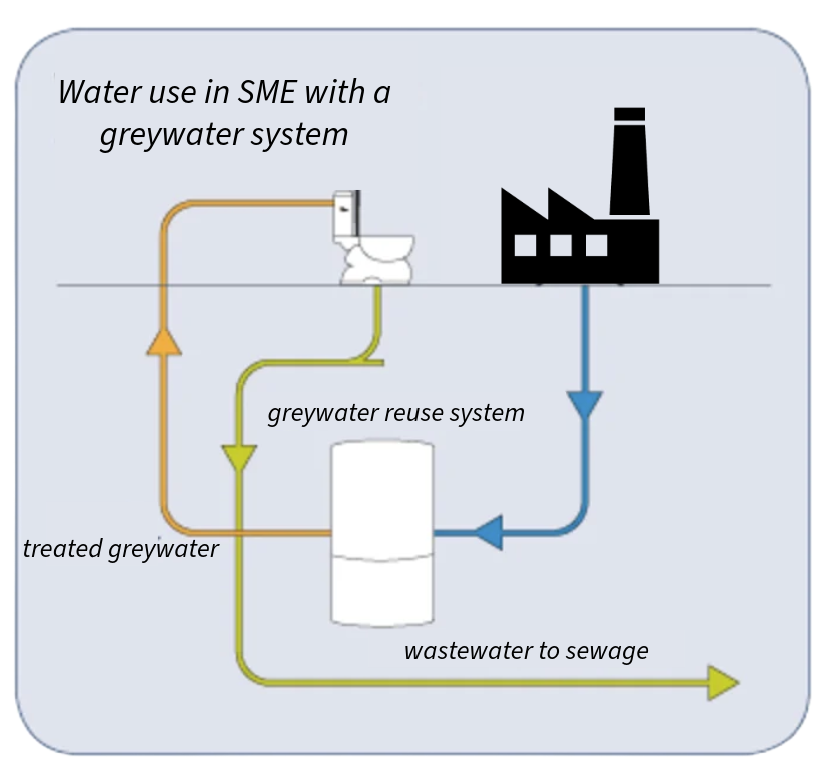 Water use in SME with a
greywater system
greywater reuse system
treated greywater
wastewater to sewage